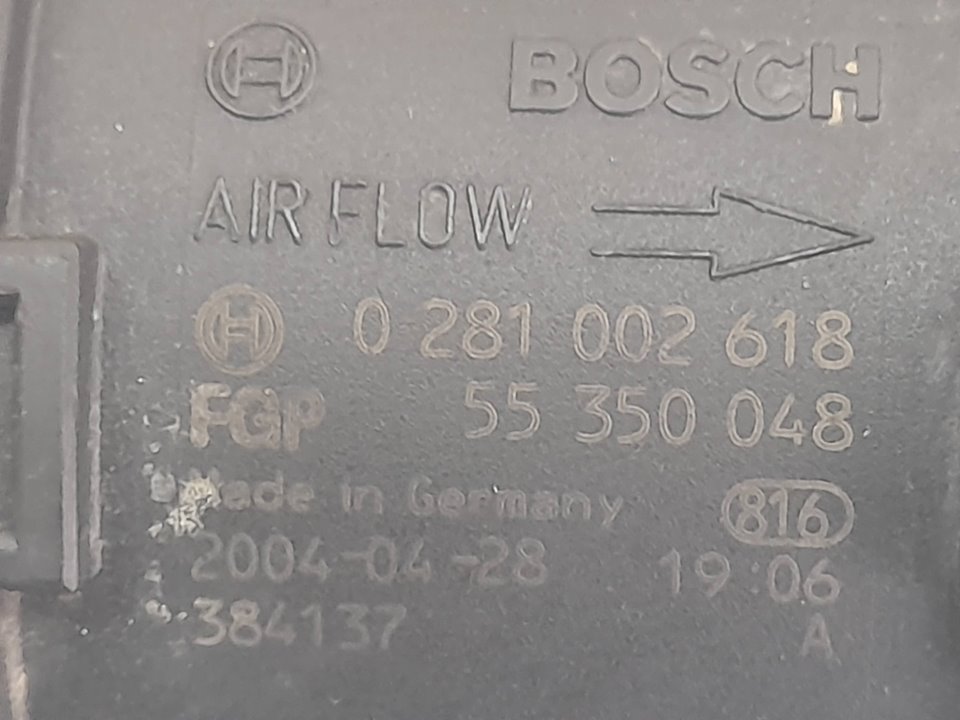 BOSCH
AIR FLOW
0 281 002 618
FGP 55 350 048
Made in Germany 816
2004-04-28 19:06
384137 A